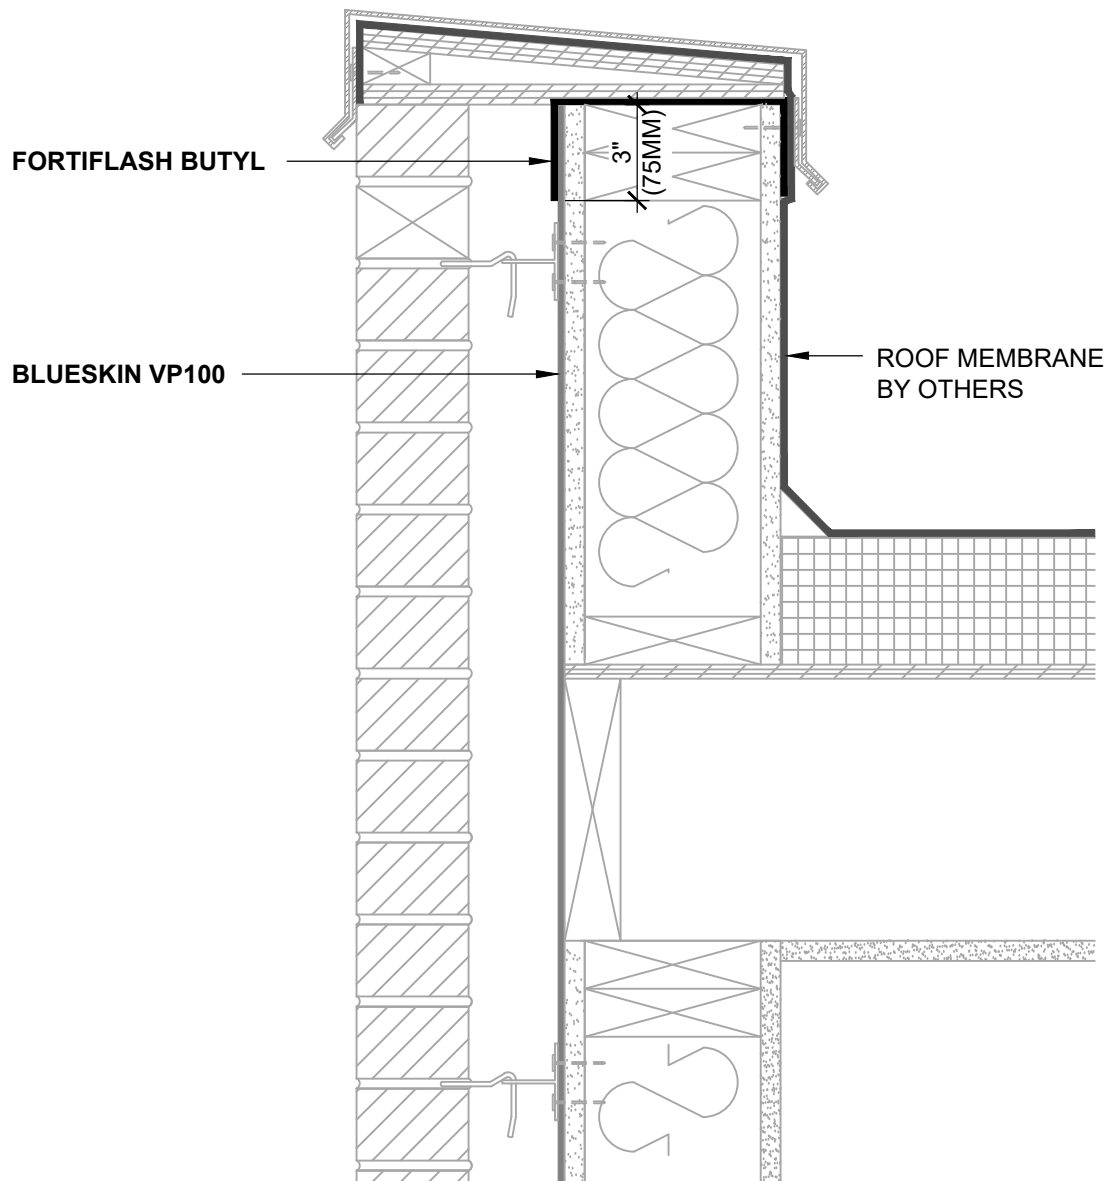 FORTIFLASH BUTYL
3"
(75MM)
BLUESKIN VP100
ROOF MEMBRANE
BY OTHERS